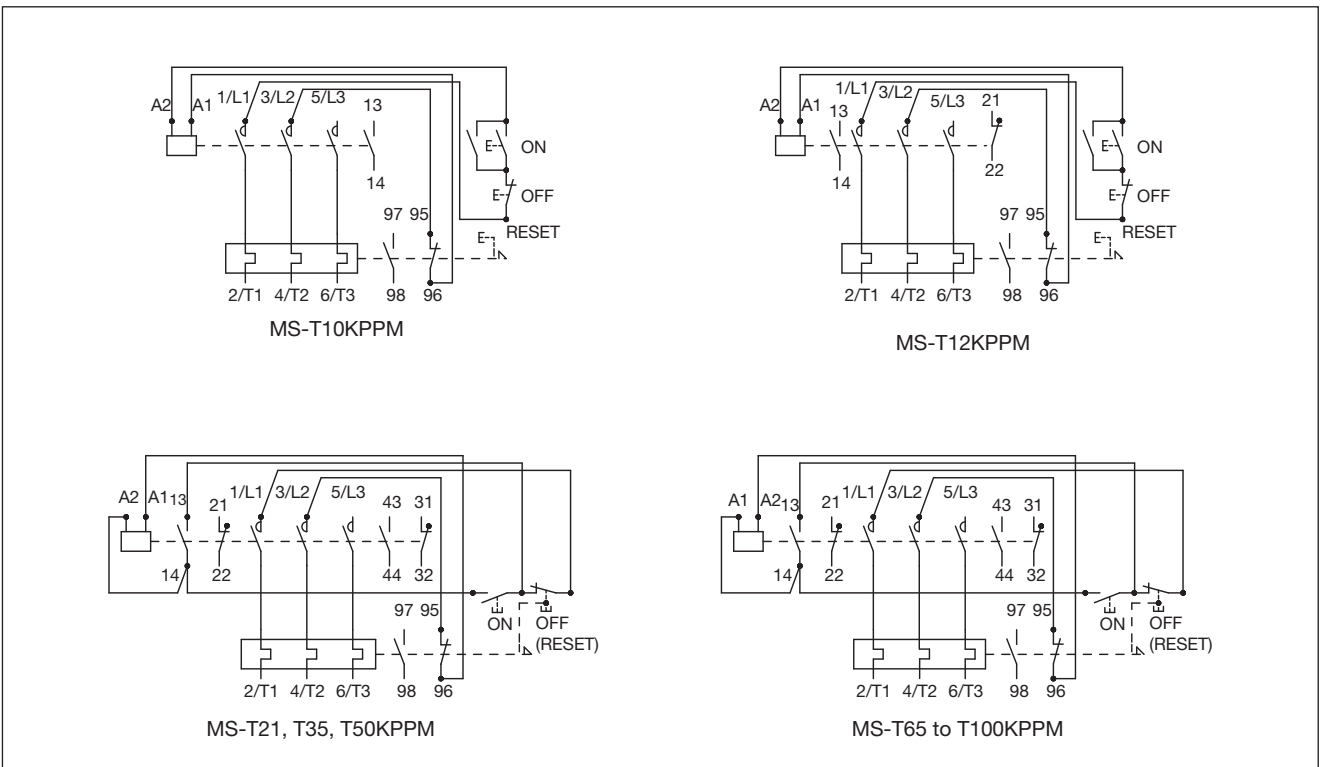 A2 A1 1/L1 3/L2 5/L3 13
14
ON
OFF
97 95
RESET
2/T1 4/T2 6/T3 98 96
MS-T10KPPM
A2 A1 13 1/L1 3/L2 5/L3 21
14 22
ON
OFF
97 95
RESET
2/T1 4/T2 6/T3 98 96
MS-T12KPPM
A2 A1 13 21 1/L1 3/L2 5/L3 43 31
14 22 44 32
97 95
ON OFF
(RESET)
2/T1 4/T2 6/T3 98 96
MS-T21, T35, T50KPPM
A1 A2 13 21 1/L1 3/L2 5/L3 43 31
14 22 44 32
97 95
ON OFF
(RESET)
2/T1 4/T2 6/T3 98 96
MS-T65 to T100KPPM